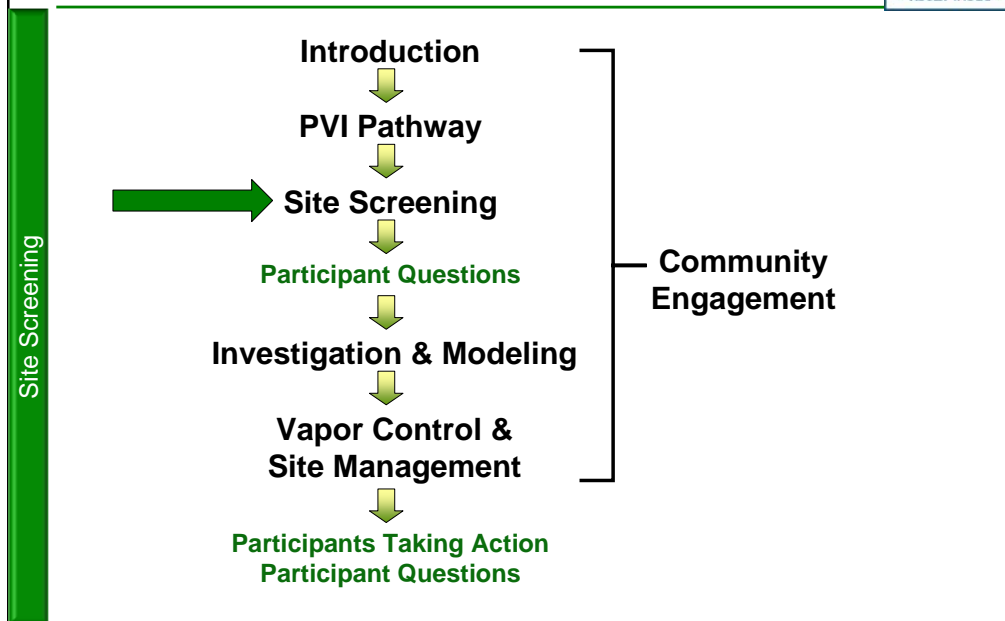 Introduction
PVI Pathway
Site Screening
Participant Questions
Investigation & Modeling
Vapor Control &
Site Management
Participants Taking Action
Participant Questions
Community
Engagement
Site Screening